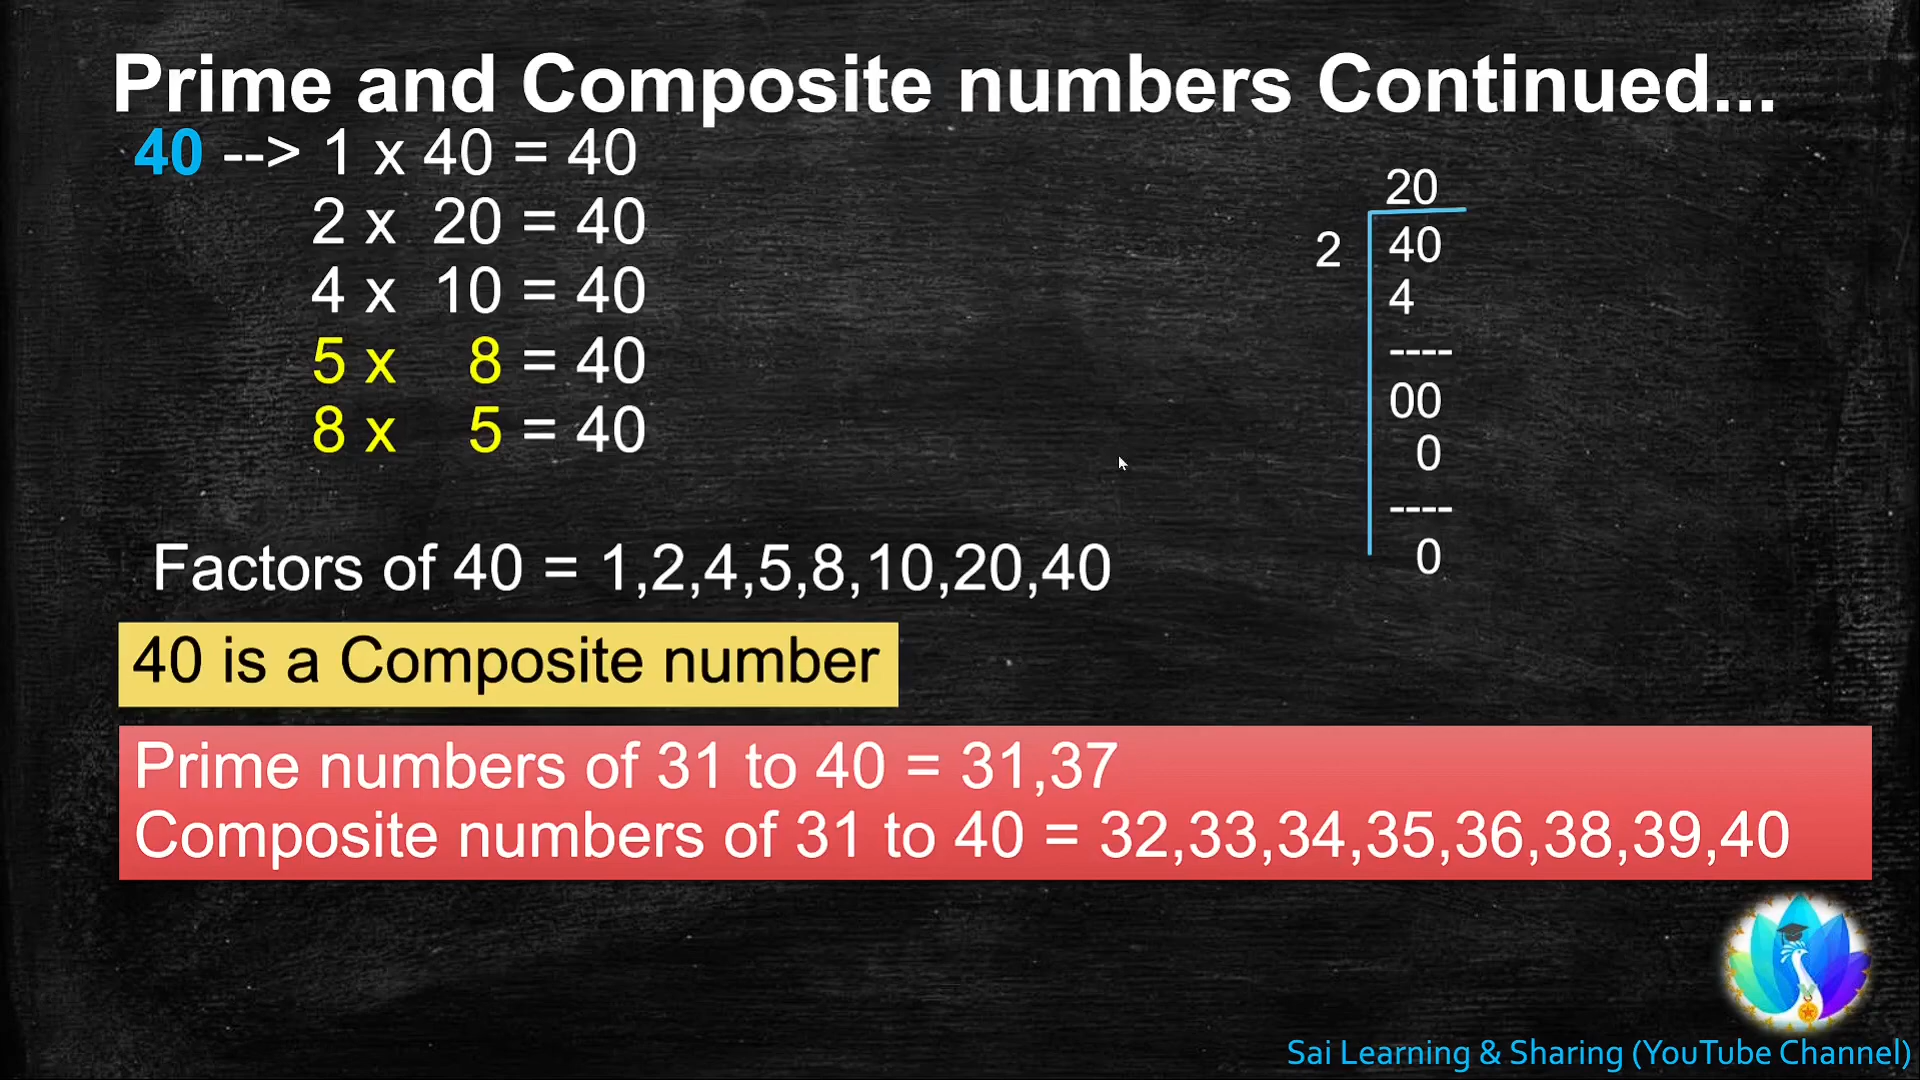 Prime and Composite numbers Continued...
40 --> 1 x 40 = 40
2 x 20 = 40
4 x 10 = 40
5 x 8 = 40
8 x 5 = 40
20
2 40
4
----
00
0
----
0
Factors of 40 = 1,2,4,5,8,10,20,40
40 is a Composite number
Prime numbers of 31 to 40 = 31,37
Composite numbers of 31 to 40 = 32,33,34,35,36,38,39,40
Sai Learning & Sharing (YouTube Channel)